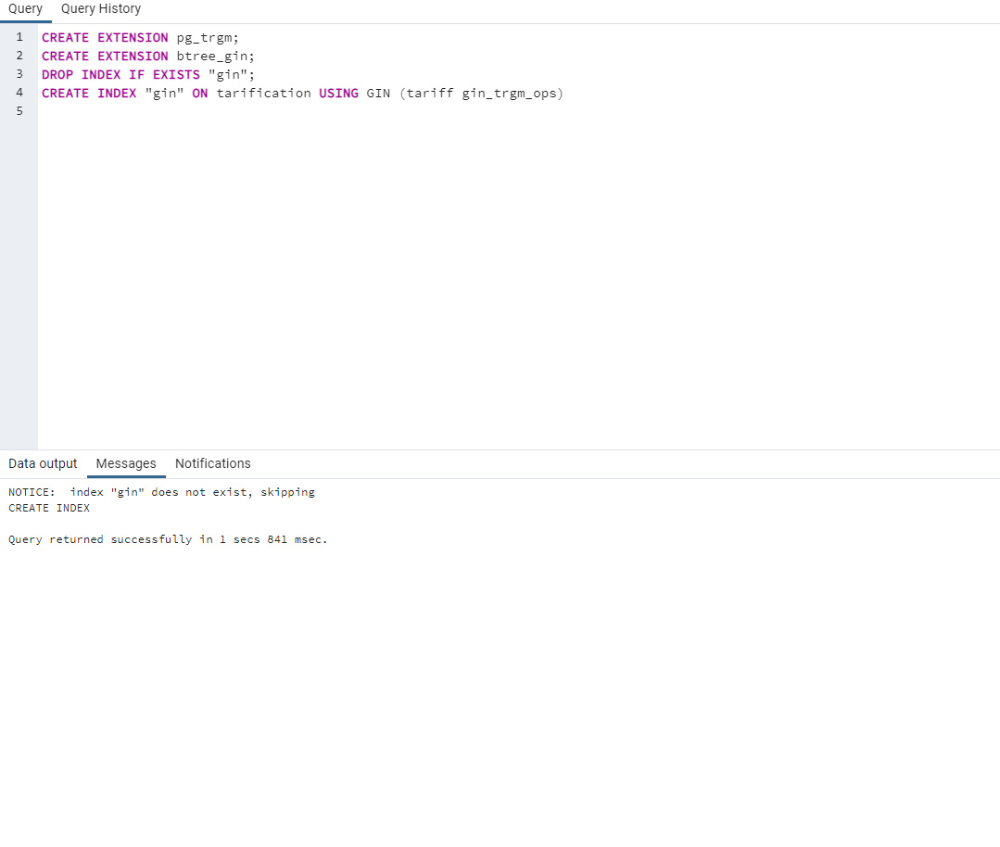 Query Query History
1 CREATE EXTENSION pg_trgm;
2 CREATE EXTENSION btree_gin;
3 DROP INDEX IF EXISTS "gin";
4 CREATE INDEX "gin" ON tarification USING GIN (tariff gin_trgm_ops)
5
Data output Messages Notifications
NOTICE:  index "gin" does not exist, skipping
CREATE INDEX
Query returned successfully in 1 secs 841 msec.